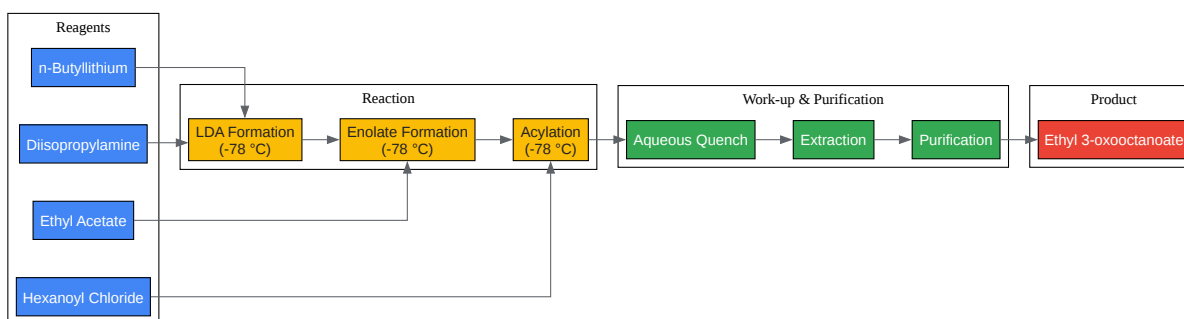 Reagents
n-Butyllithium
Diisopropylamine
Ethyl Acetate
Hexanoyl Chloride
Reaction
LDA Formation
(-78 °C)
Enolate Formation
(-78 °C)
Acylation
(-78 °C)
Work-up & Purification
Aqueous Quench
Extraction
Purification
Product
Ethyl 3-oxooctanoate